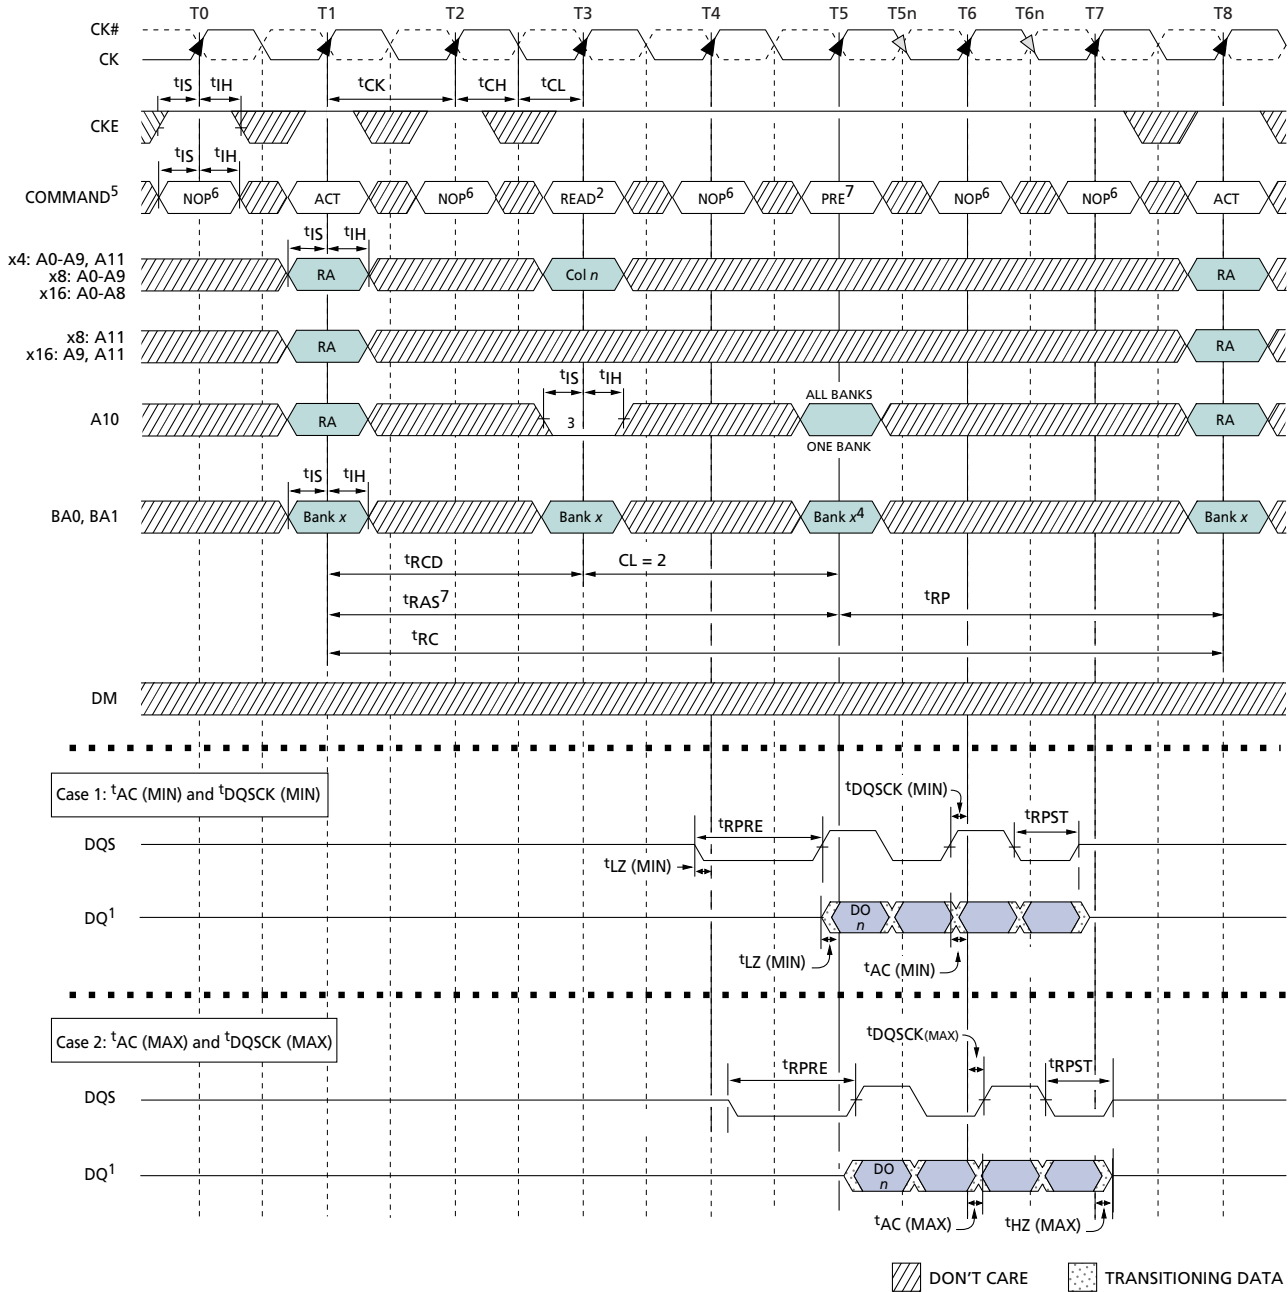 T0 T1 T2 T3 T4 T5 T5n T6 T6n T7 T8
CK#
CK
tIS tIH tCK tCH tCL
CKE
tIS tIH
COMMAND5 NOP6 ACT NOP6 READ2 NOP6 PRE7 NOP6 NOP6 ACT
tIS tIH
x4: A0-A9, A11
x8: A0-A9
x16: A0-A8
RA Col n RA
x8: A11
x16: A9, A11
RA RA
tIS tIH
ALL BANKS
A10 RA 3 RA
ONE BANK
tIS tIH
BA0, BA1 Bank x Bank x Bank x4 Bank x
tRCD CL = 2
tRAS7 tRP
tRC
DM
Case 1: tAC (MIN) and tDQSCK (MIN)
tDQSCK (MIN)
tRPRE tRPST
DQS
tLZ (MIN)
DQ1 DO
n
tLZ (MIN) tAC (MIN)
Case 2: tAC (MAX) and tDQSCK (MAX)
tDQSCK(MAX)
tRPRE tRPST
DQS
DQ1 DO
n
tAC (MAX) tHZ (MAX)
DON'T CARE TRANSITIONING DATA